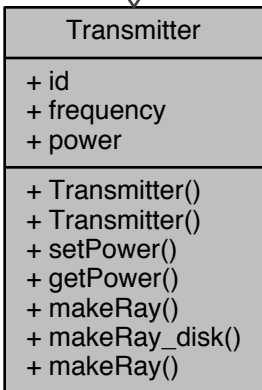 Transmitter
+ id
+ frequency
+ power
+ Transmitter()
+ Transmitter()
+ setPower()
+ getPower()
+ makeRay()
+ makeRay_disk()
+ makeRay()